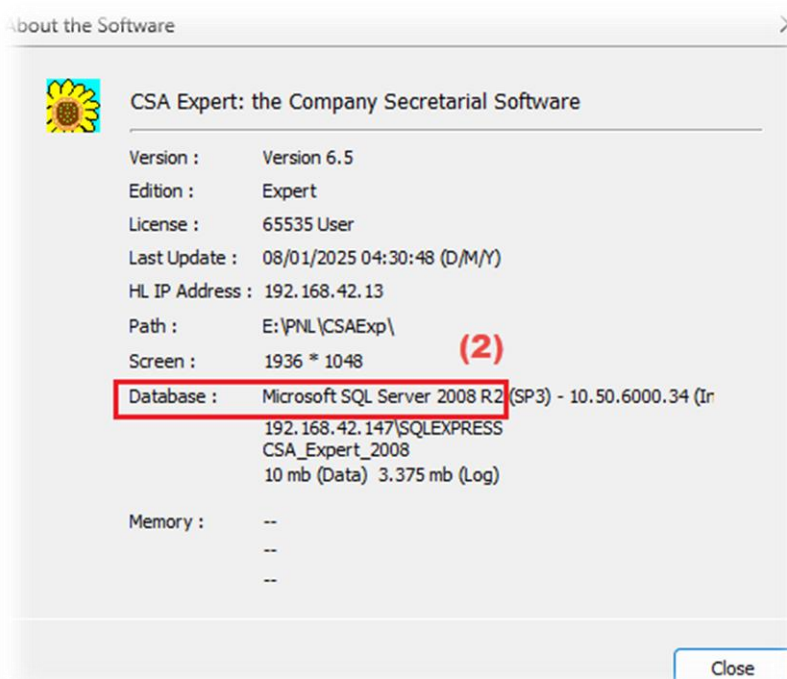 About the Software
CSA Expert: the Company Secretarial Software
Version : Version 6.5
Edition : Expert
License : 65535 User
Last Update : 08/01/2025 04:30:48 (D/M/Y)
HL IP Address : 192.168.42.13
Path : E:\PNL\CSAExp\
Screen : 1936 * 1048
(2)
Database : Microsoft SQL Server 2008 R2 (SP3) - 10.50.6000.34 (In
192.168.42.147\SQLEXPRESS
CSA_Expert_2008
10 mb (Data) 3.375 mb (Log)
Memory : --
--
--
Close